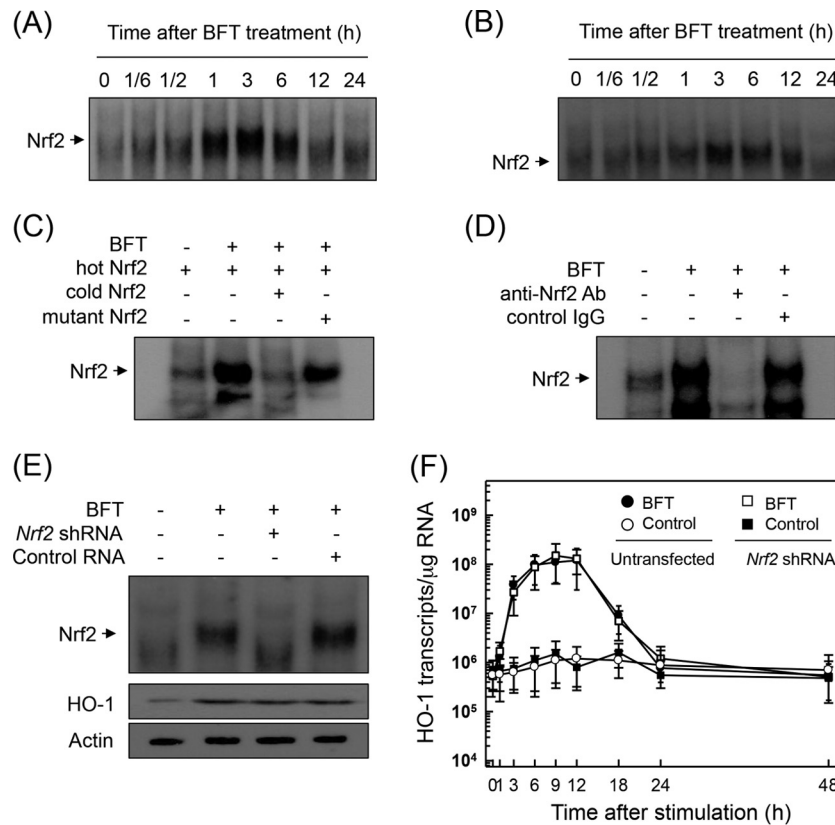 (A)
Time after BFT treatment (h)
0 1/6 1/2 1 3 6 12 24
Nrf2
(B)
Time after BFT treatment (h)
0 1/6 1/2 1 3 6 12 24
Nrf2
(C)
BFT - + + +
hot Nrf2 + + + +
cold Nrf2 - - + -
mutant Nrf2 - - - +
Nrf2
(D)
BFT - + + +
anti-Nrf2 Ab - - + -
control IgG - - - +
Nrf2
(E)
BFT - + + +
Nrf2 shRNA - - + -
Control RNA - - - +
Nrf2
HO-1
Actin
(F)
BFT BFT
Control Control
Untransfected Nrf2 shRNA
HO-1 transcripts/μg RNA
10⁹
10⁸
10⁷
10⁶
10⁵
10⁴
0 1 3 6 9 12 18 24 48
Time after stimulation (h)